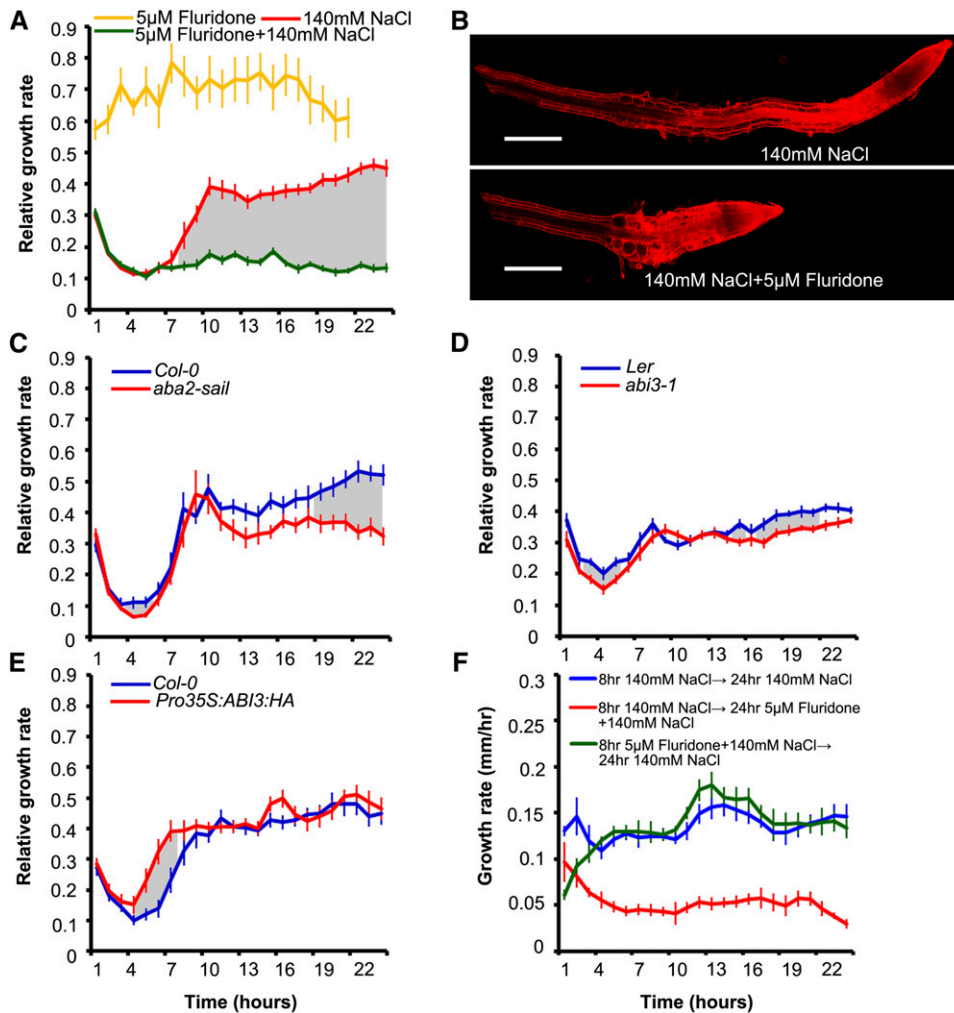 A
5µM Fluridone 140mM NaCl
5µM Fluridone+140mM NaCl
Relative growth rate
0.9
0.8
0.7
0.6
0.5
0.4
0.3
0.2
0.1
0
1 4 7 10 13 16 19 22
B
140mM NaCl
140mM NaCl+5µM Fluridone
C
Col-0
aba2-sail
Relative growth rate
0.9
0.8
0.7
0.6
0.5
0.4
0.3
0.2
0.1
0
1 4 7 10 13 16 19 22
D
Ler
abi3-1
Relative growth rate
0.9
0.8
0.7
0.6
0.5
0.4
0.3
0.2
0.1
0
1 4 7 10 13 16 19 22
E
Col-0
Pro35S:ABI3:HA
Relative growth rate
0.9
0.8
0.7
0.6
0.5
0.4
0.3
0.2
0.1
0
1 4 7 10 13 16 19 22
Time (hours)
F
8hr 140mM NaCl→ 24hr 140mM NaCl
8hr 140mM NaCl→ 24hr 5µM Fluridone
+140mM NaCl
8hr 5µM Fluridone+140mM NaCl→
24hr 140mM NaCl
Growth rate (mm/hr)
0.3
0.25
0.2
0.15
0.1
0.05
0
1 4 7 10 13 16 19 22
Time (hours)